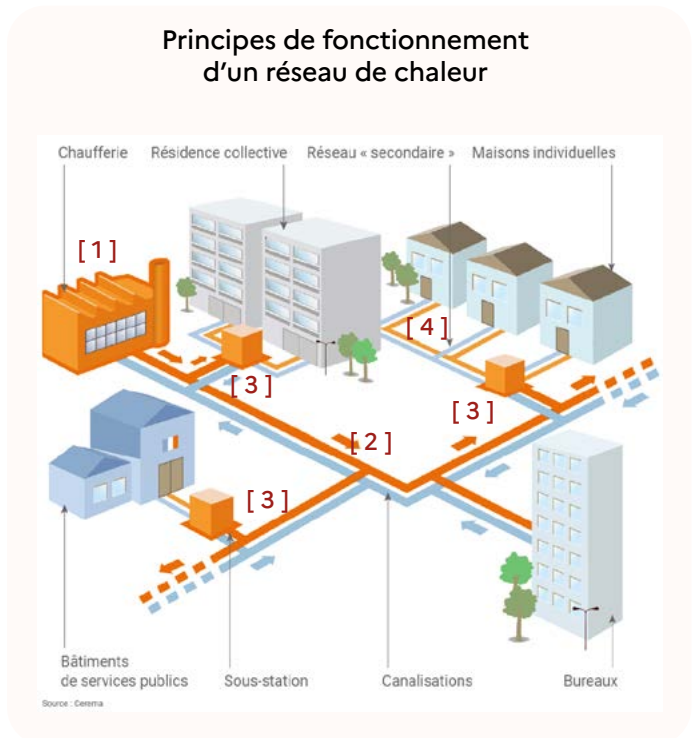 Principes de fonctionnement
d’un réseau de chaleur
Chaufferie
Résidence collective
Réseau « secondaire »
Maisons individuelles
[ 1 ]
[ 4 ]
[ 3 ]
[ 3 ]
[ 2 ]
[ 3 ]
Bâtiments
de services publics
Sous-station
Canalisations
Bureaux
Source : Cerema